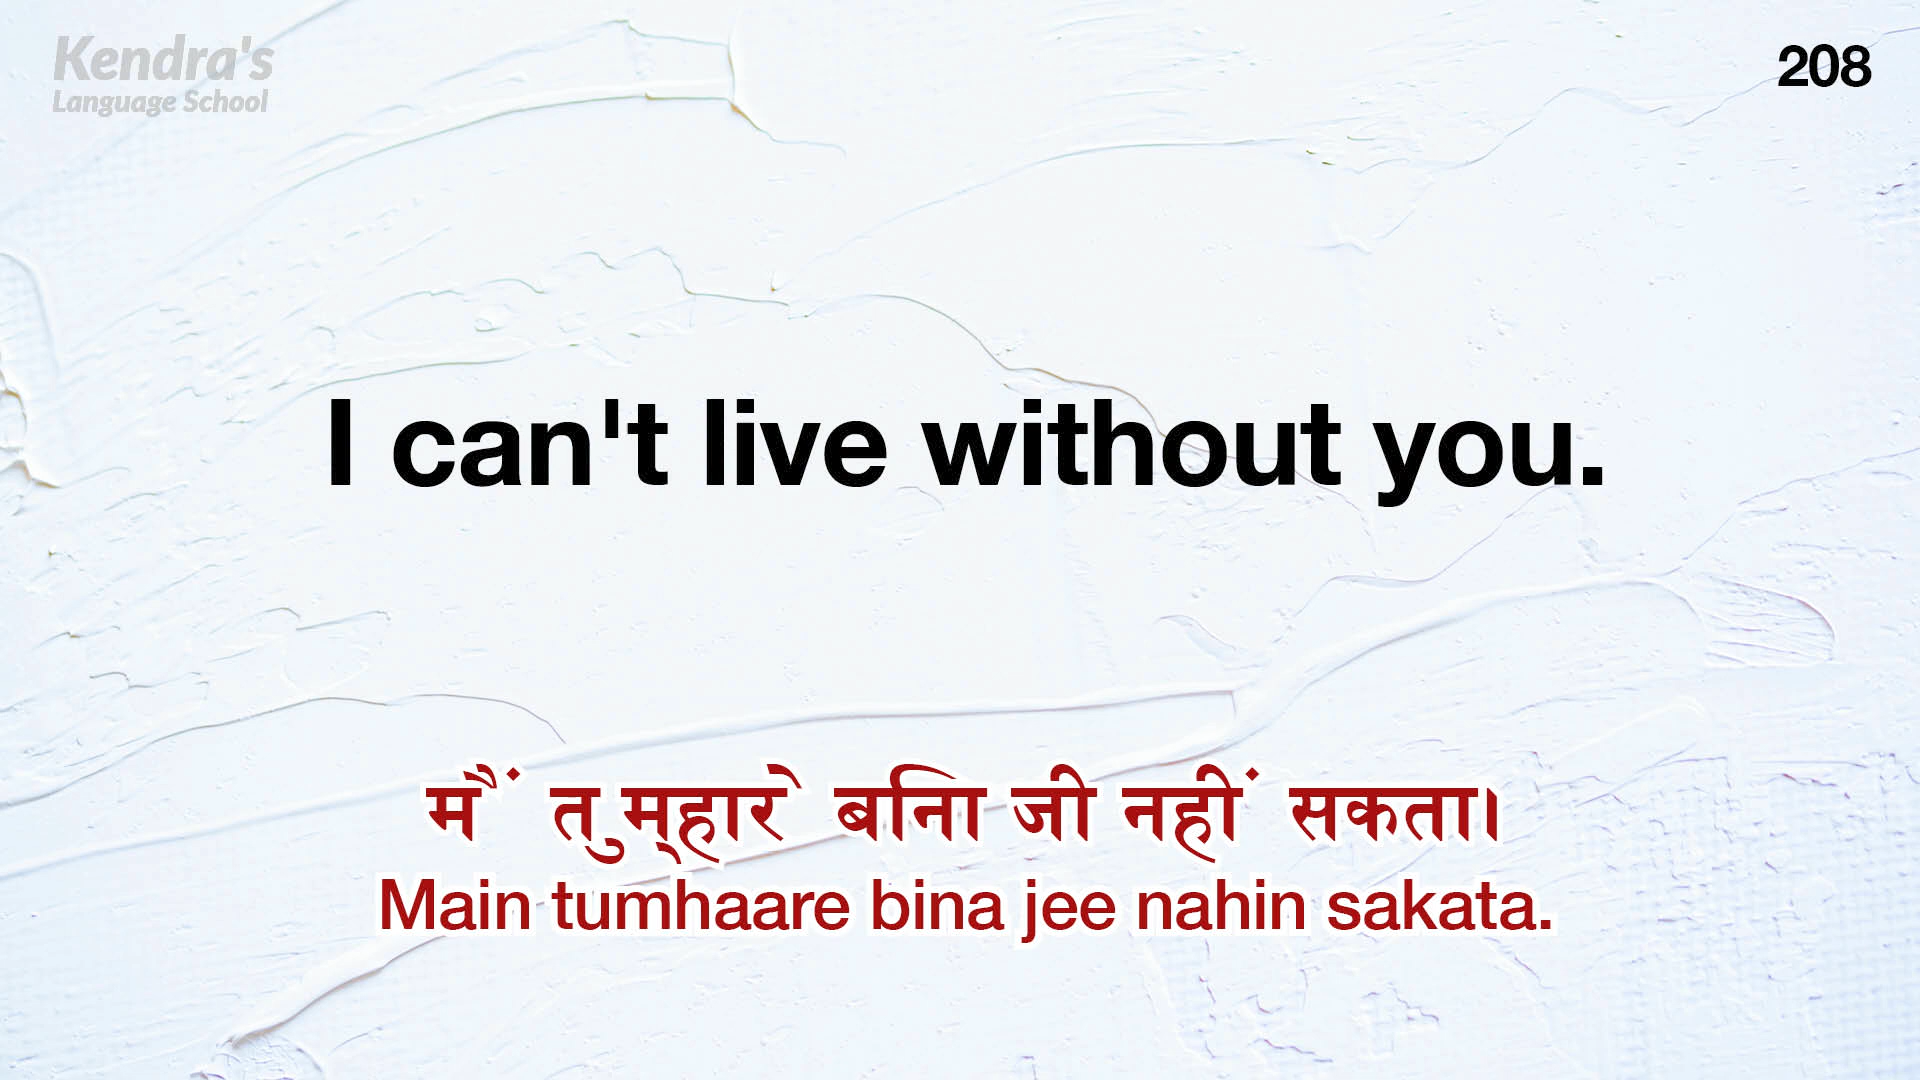 Kendra's
Language School
208
I can't live without you.
मैं तुम्हारे बिना जी नहीं सकता।
Main tumhaare bina jee nahin sakata.